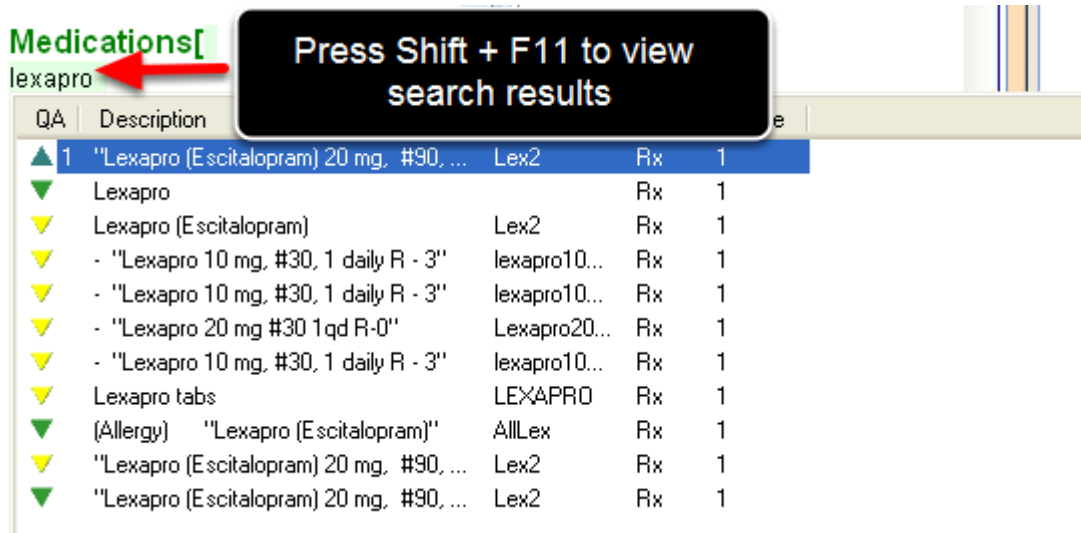 Medications[
lexapro
Press Shift + F11 to view
search results
QA Description e
1 "Lexapro (Escitalopram) 20 mg, #90, ... Lex2 Rx 1
Lexapro Rx 1
Lexapro (Escitalopram) Lex2 Rx 1
- "Lexapro 10 mg, #30, 1 daily R - 3" lexapro10... Rx 1
- "Lexapro 10 mg, #30, 1 daily R - 3" lexapro10... Rx 1
- "Lexapro 20 mg #30 1qd R-0" Lexapro20... Rx 1
- "Lexapro 10 mg, #30, 1 daily R - 3" lexapro10... Rx 1
Lexapro tabs LEXAPRO Rx 1
(Allergy) "Lexapro (Escitalopram)" AllLex Rx 1
"Lexapro (Escitalopram) 20 mg, #90, ... Lex2 Rx 1
"Lexapro (Escitalopram) 20 mg, #90, ... Lex2 Rx 1